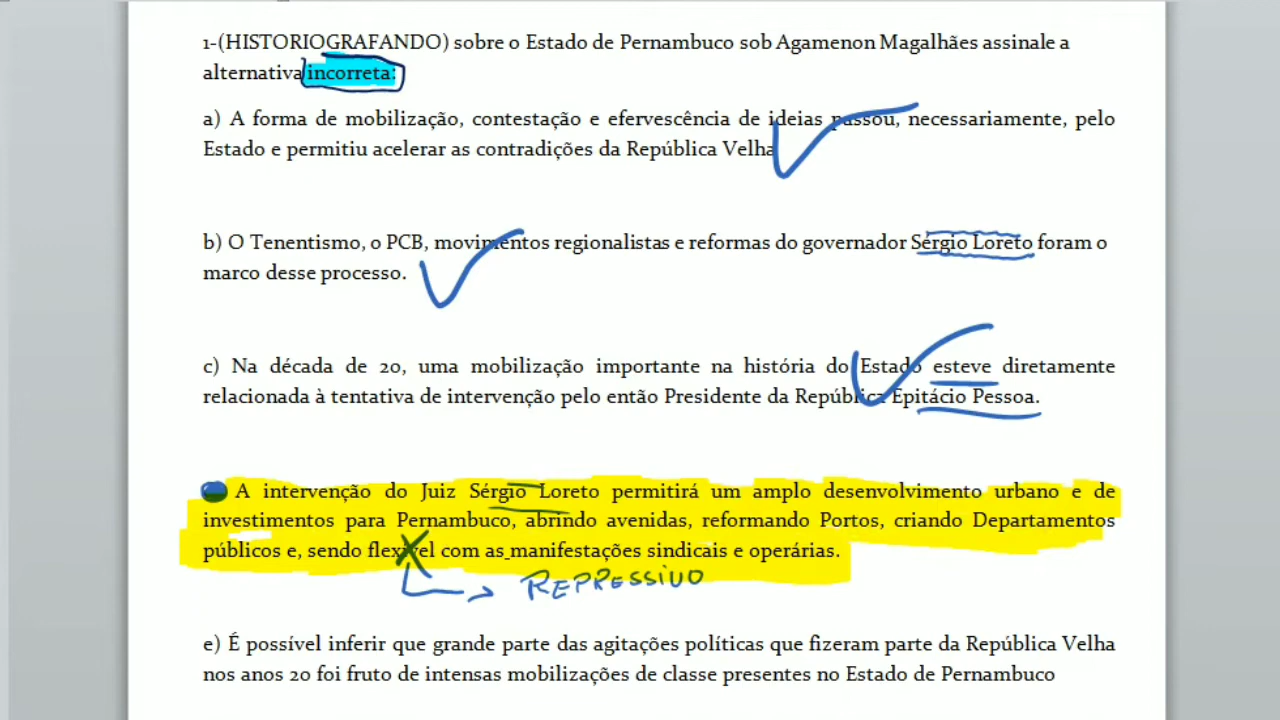 1-(HISTORIOGRAFANDO) sobre o Estado de Pernambuco sob Agamenon Magalhães assinale a
alternativa incorreta:
a) A forma de mobilização, contestação e efervescência de ideias passou, necessariamente, pelo
Estado e permitiu acelerar as contradições da República Velha
b) O Tenentismo, o PCB, movimentos regionalistas e reformas do governador Sérgio Loreto foram o
marco desse processo.
c) Na década de 20, uma mobilização importante na história do Estado esteve diretamente
relacionada à tentativa de intervenção pelo então Presidente da República Epitácio Pessoa.
A intervenção do Juiz Sérgio Loreto permitirá um amplo desenvolvimento urbano e de
investimentos para Pernambuco, abrindo avenidas, reformando Portos, criando Departamentos
públicos e, sendo flexível com as manifestações sindicais e operárias.
REPRESSIVO
e) É possível inferir que grande parte das agitações políticas que fizeram parte da República Velha
nos anos 20 foi fruto de intensas mobilizações de classe presentes no Estado de Pernambuco